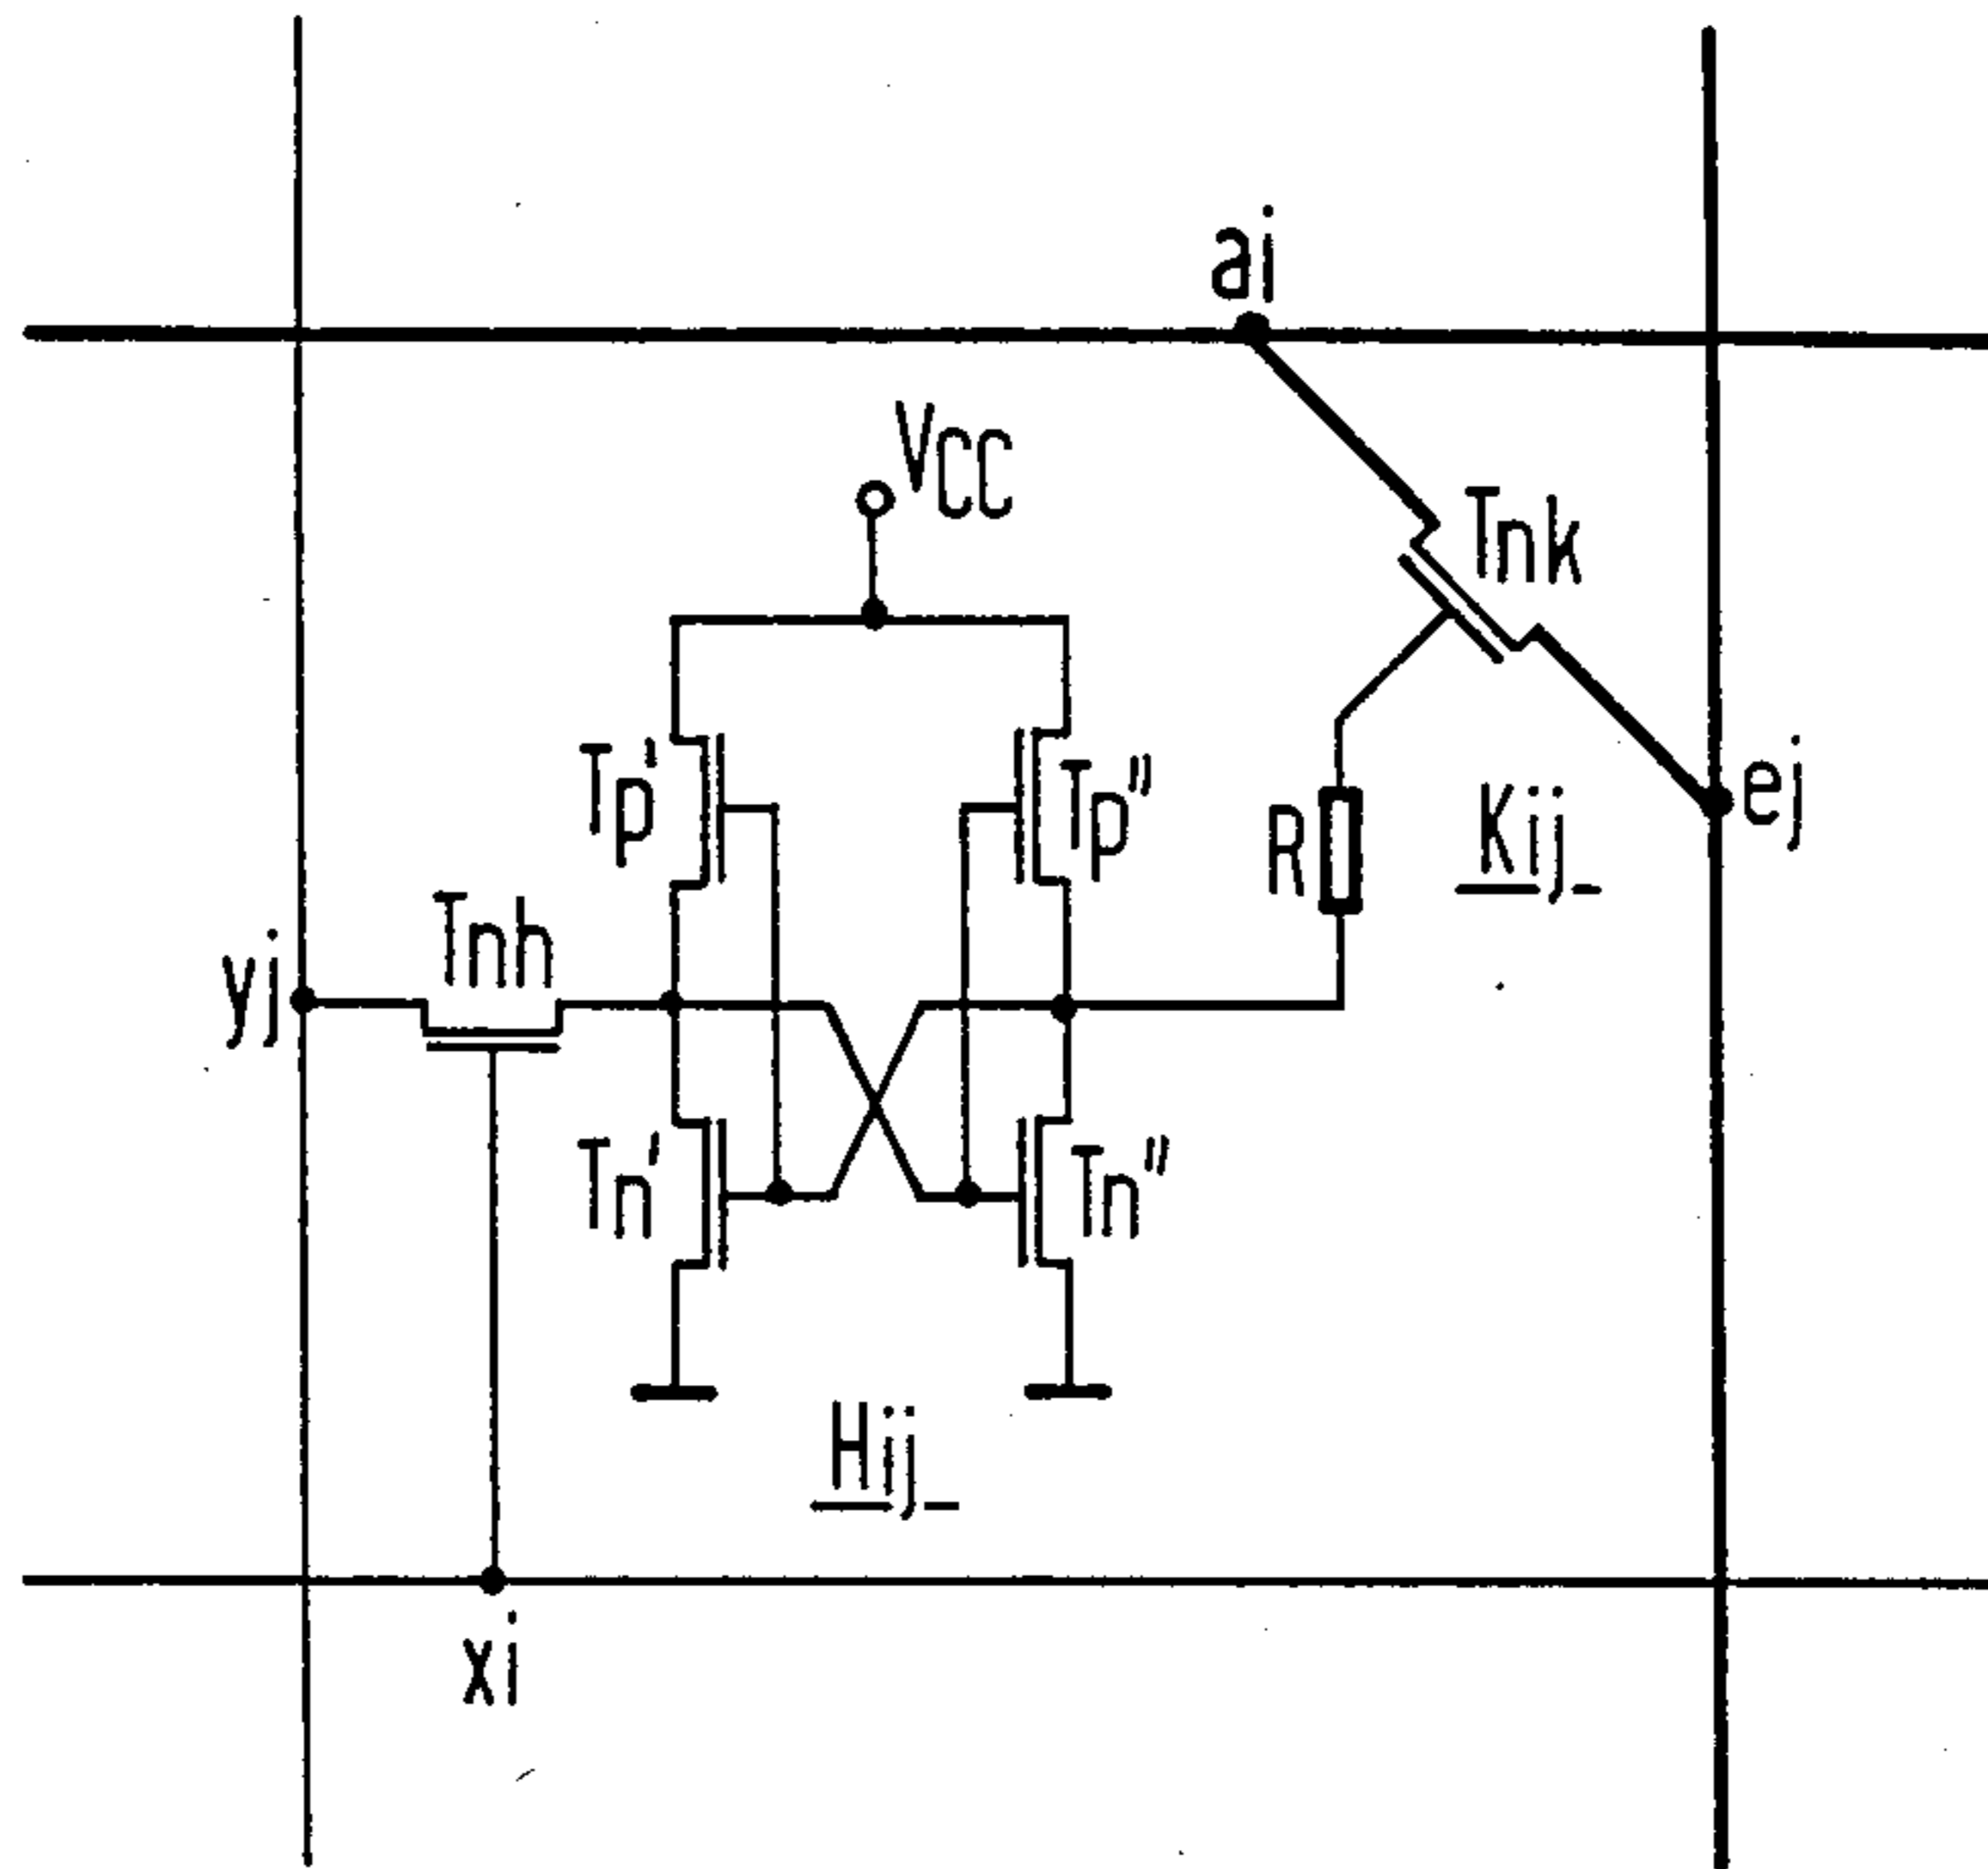 ai
VCC
Tnk
Tp'
Tp"
R
Kij
ej
Tnh
yj
Tn'
Tn"
Hij
xi